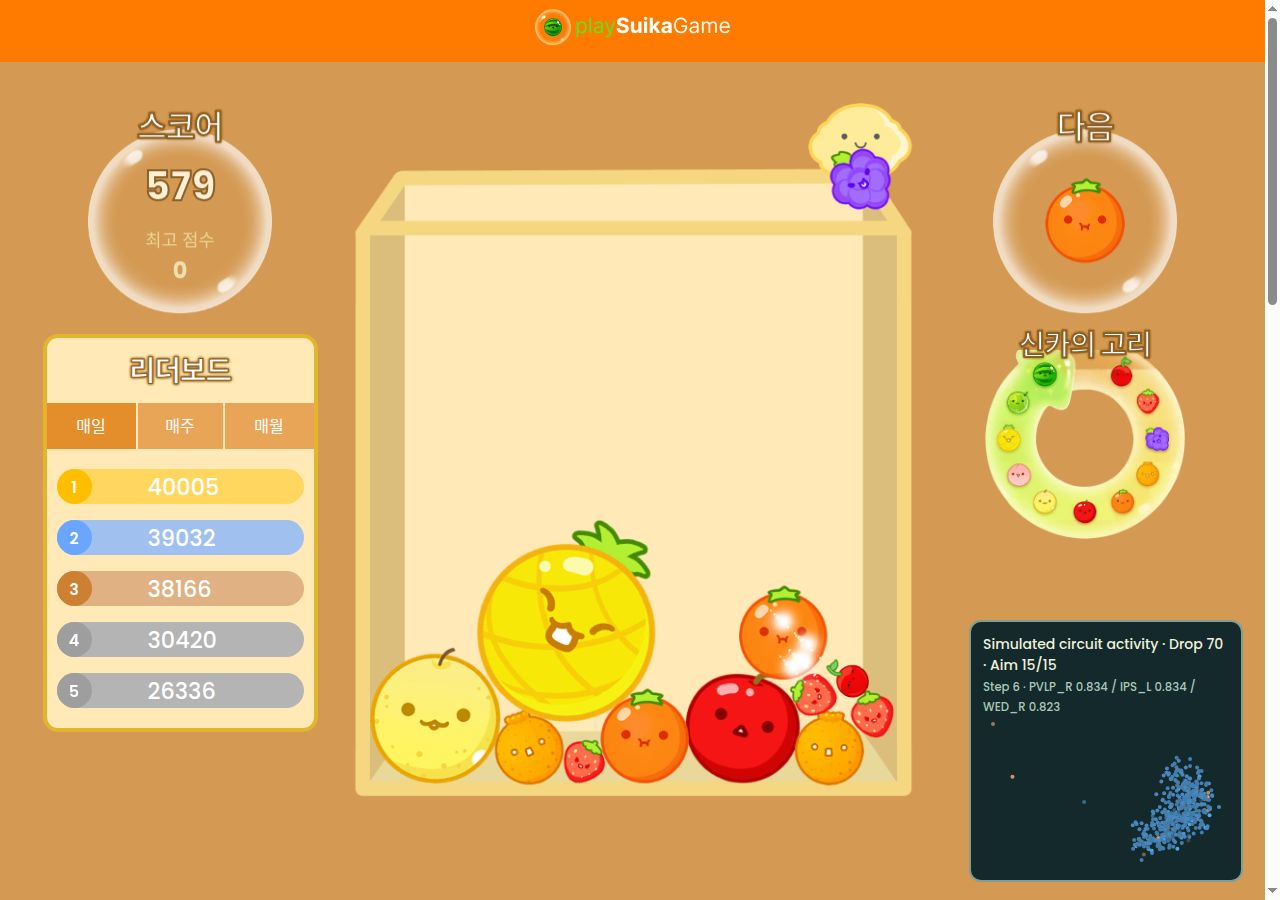 playSuikaGame
스코어
579
최고 점수
0
리더보드
매일 매주 매월
1 40005
2 39032
3 38166
4 30420
5 26336
다음
신카의 고리
Simulated circuit activity · Drop 70
· Aim 15/15
Step 6 · PVLP_R 0.834 / IPS_L 0.834 /
WED_R 0.823